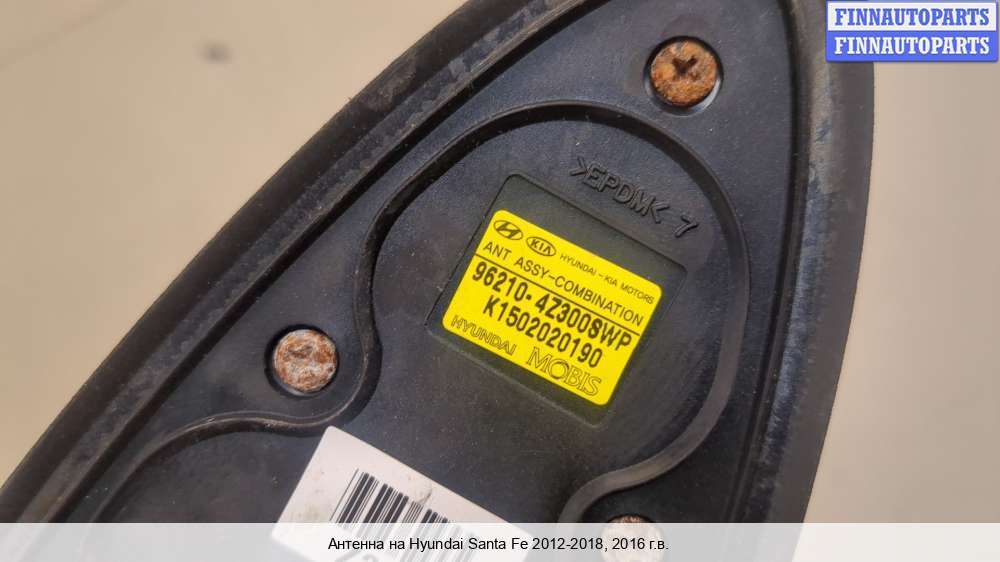 FINNAUTOPARTS
FINNAUTOPARTS
>EPDM< 7
KIA HYUNDAI-KIA MOTORS
ANT ASSY-COMBINATION
96210-4Z300SWP
K1502020190
HYUNDAI MOBIS
Антенна на Hyundai Santa Fe 2012-2018, 2016 г.в.